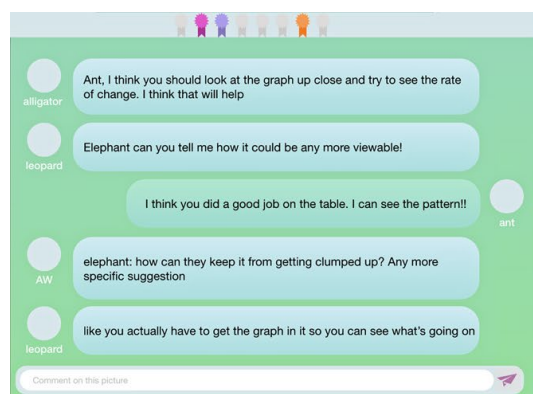 Ant, I think you should look at the graph up close and try to see the rate
of change. I think that will help
alligator
Elephant can you tell me how it could be any more viewable!
leopard
I think you did a good job on the table. I can see the pattern!!
ant
elephant: how can they keep it from getting clumped up? Any more
specific suggestion
AW
like you actually have to get the graph in it so you can see what's going on
leopard
Comment on this picture